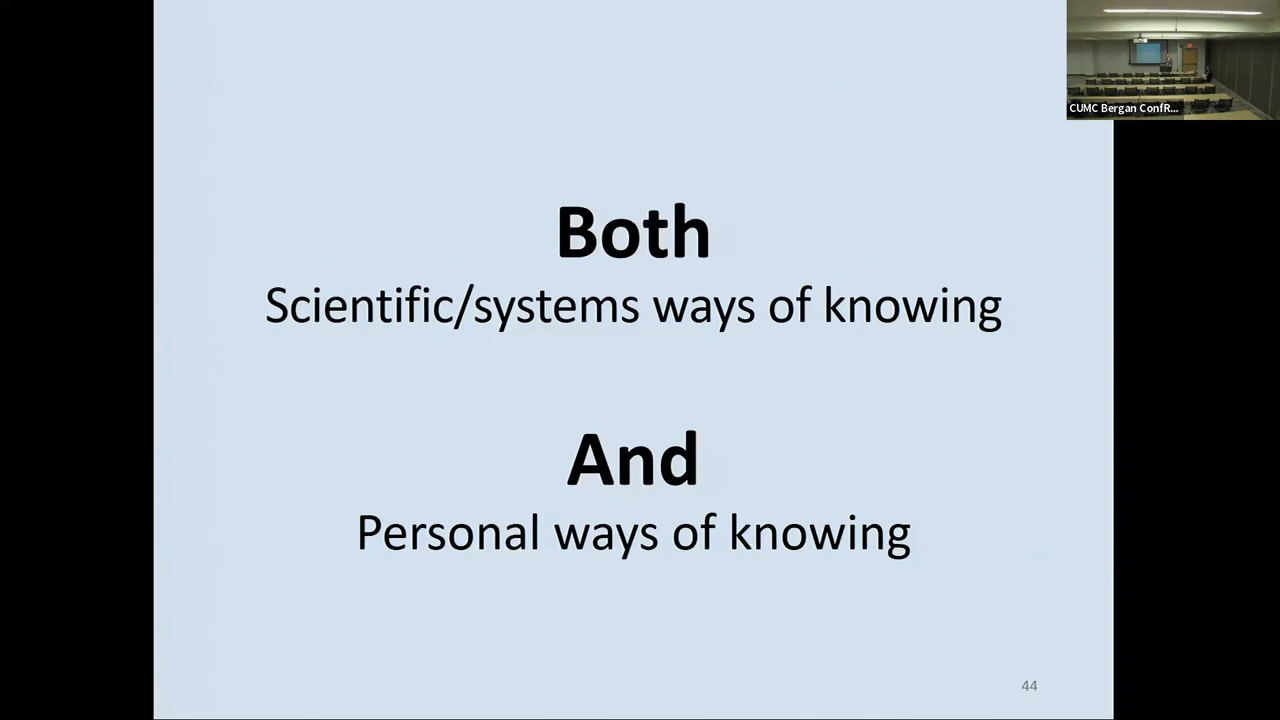 CUMC Bergan ConfR...
Both
Scientific/systems ways of knowing
And
Personal ways of knowing
44